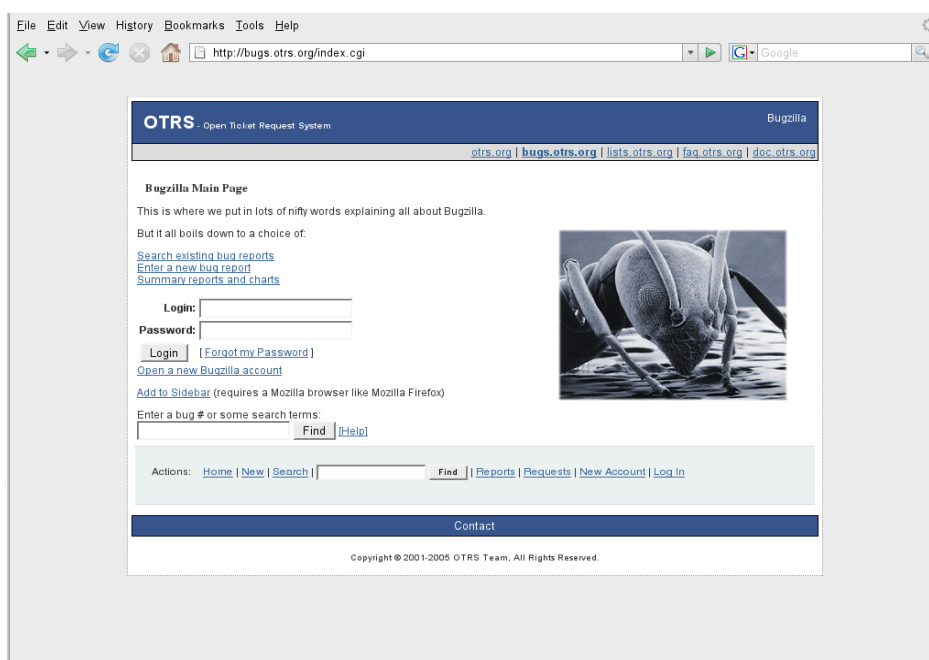 File Edit View History Bookmarks Tools Help
http://bugs.otrs.org/index.cgi G Google
OTRS - Open Ticket Request System Bugzilla
otrs.org | bugs.otrs.org | lists.otrs.org | faq.otrs.org | doc.otrs.org
Bugzilla Main Page
This is where we put in lots of nifty words explaining all about Bugzilla.
But it all boils down to a choice of:
Search existing bug reports
Enter a new bug report
Summary reports and charts
Login:
Password:
Login [ Forgot my Password ]
Open a new Bugzilla account
Add to Sidebar (requires a Mozilla browser like Mozilla Firefox)
Enter a bug # or some search terms:
Find [Help]
Actions: Home | New | Search | Find | Reports | Requests | New Account | Log In
Contact
Copyright © 2001-2005 OTRS Team, All Rights Reserved.